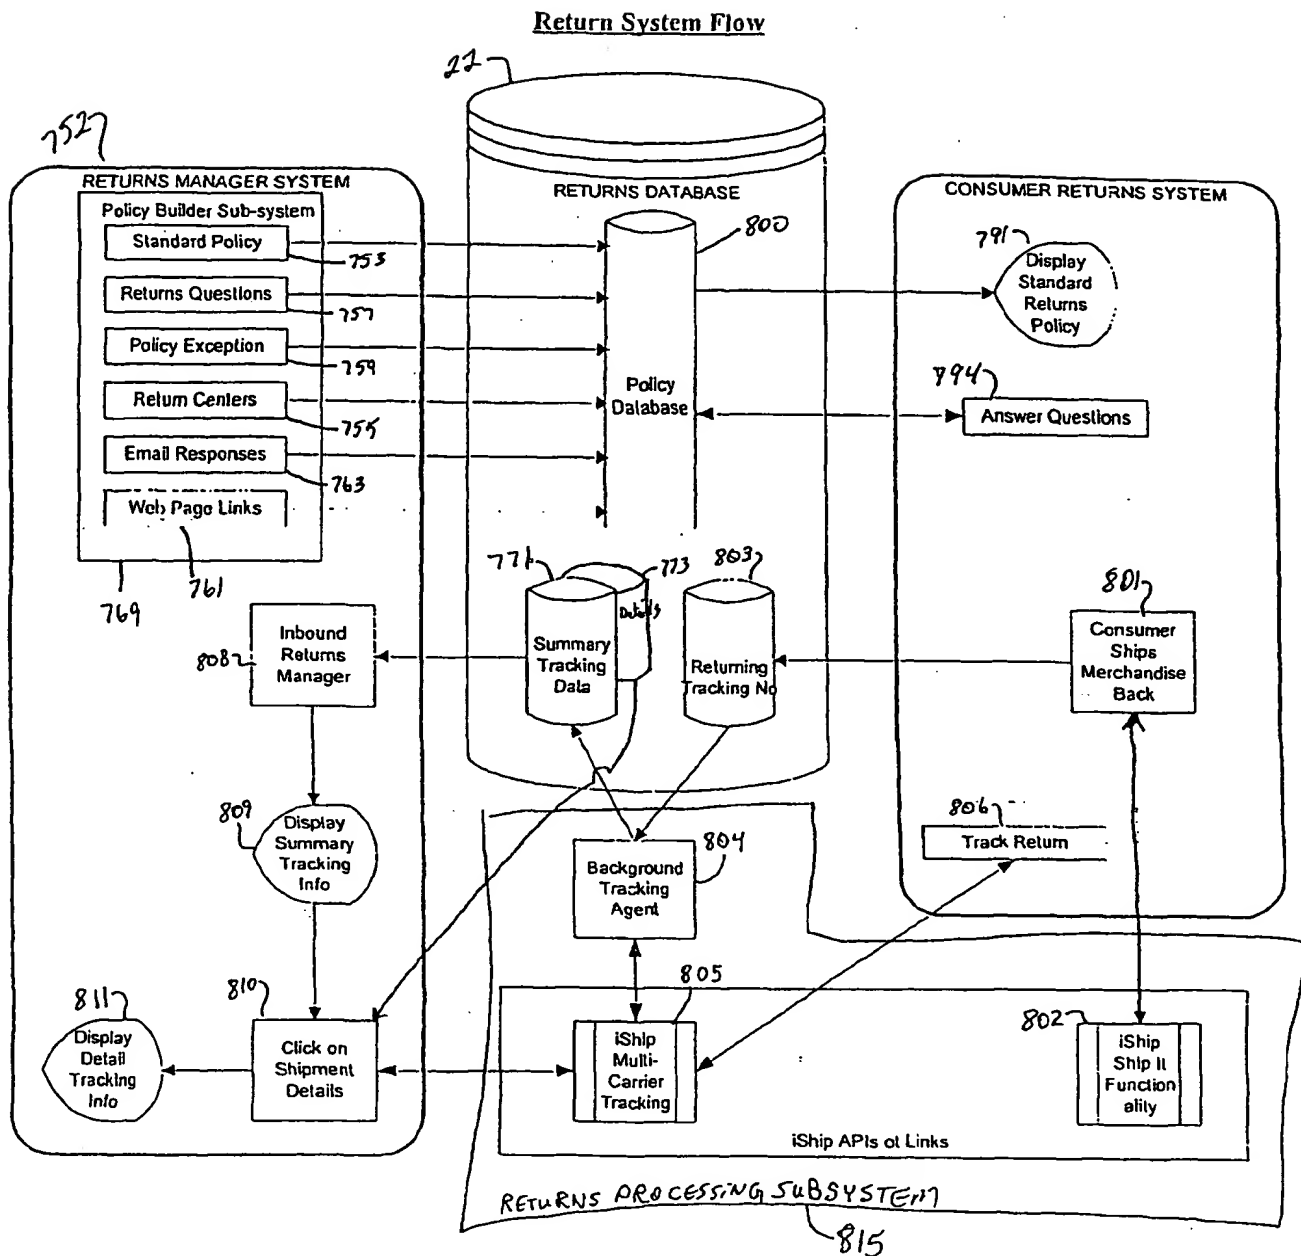 Return System Flow
22
752
RETURNS MANAGER SYSTEM
Policy Builder Sub-system
Standard Policy
753
Returns Questions
757
Policy Exception
759
Return Centers
755
Email Responses
763
Web Page Links
761
769
RETURNS DATABASE
800
Policy
Database
771
773
Details
Summary
Tracking
Data
803
Returning
Tracking No
CONSUMER RETURNS SYSTEM
791
Display
Standard
Returns
Policy
794
Answer Questions
801
Consumer
Ships
Merchandise
Back
806
Track Return
808
Inbound
Returns
Manager
809
Display
Summary
Tracking
Info
810
Click on
Shipment
Details
811
Display
Detail
Tracking
Info
804
Background
Tracking
Agent
805
iShip
Multi-
Carrier
Tracking
802
iShip
Ship It
Function
ality
iShip APIs ot Links
RETURNS PROCESSING SUBSYSTEM
815